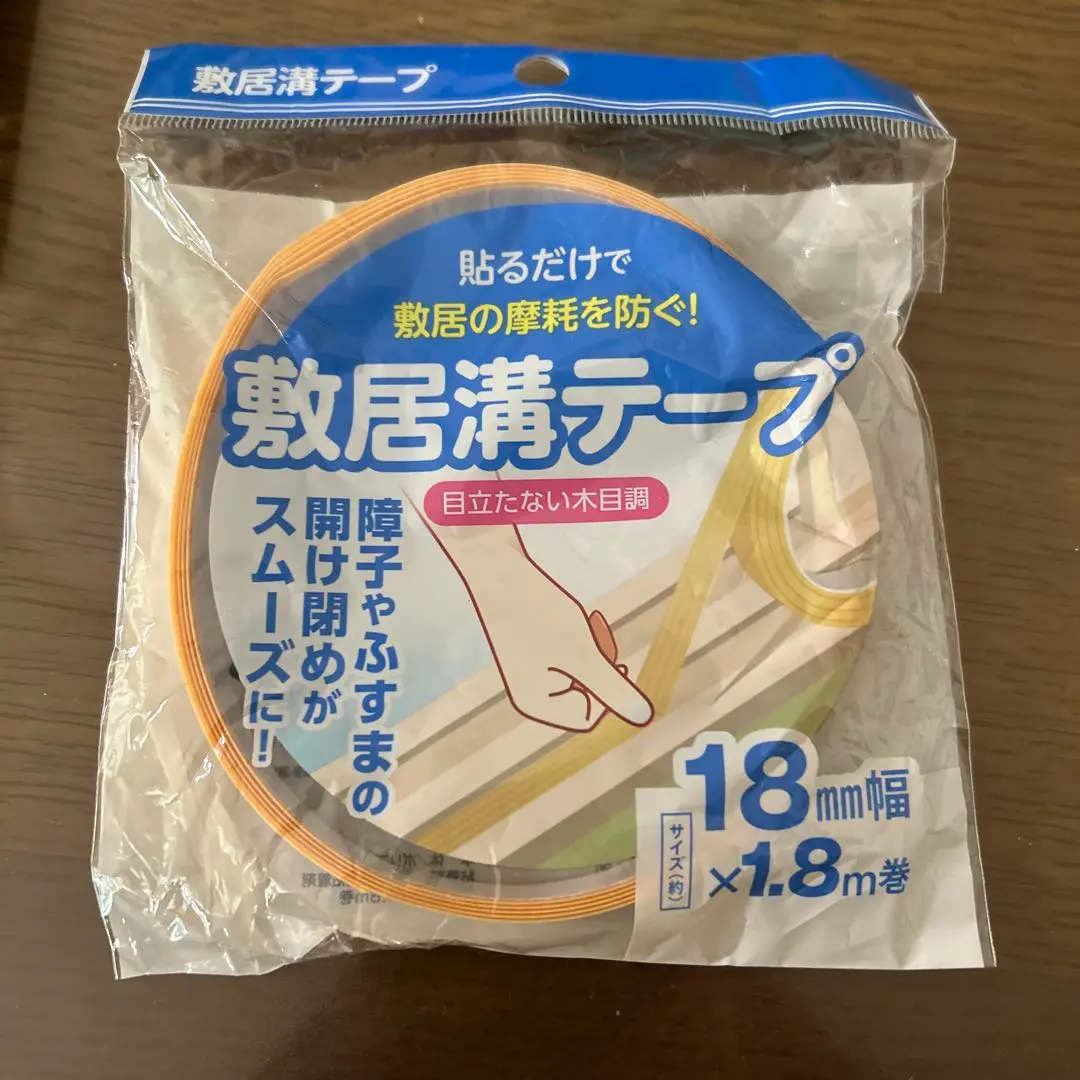 敷居溝テープ
貼るだけで
敷居の摩耗を防ぐ!
敷居溝テープ
目立たない木目調
障子やふすまの
開け閉めが
スムーズに!
サイズ(約)
18mm幅
×1.8m巻